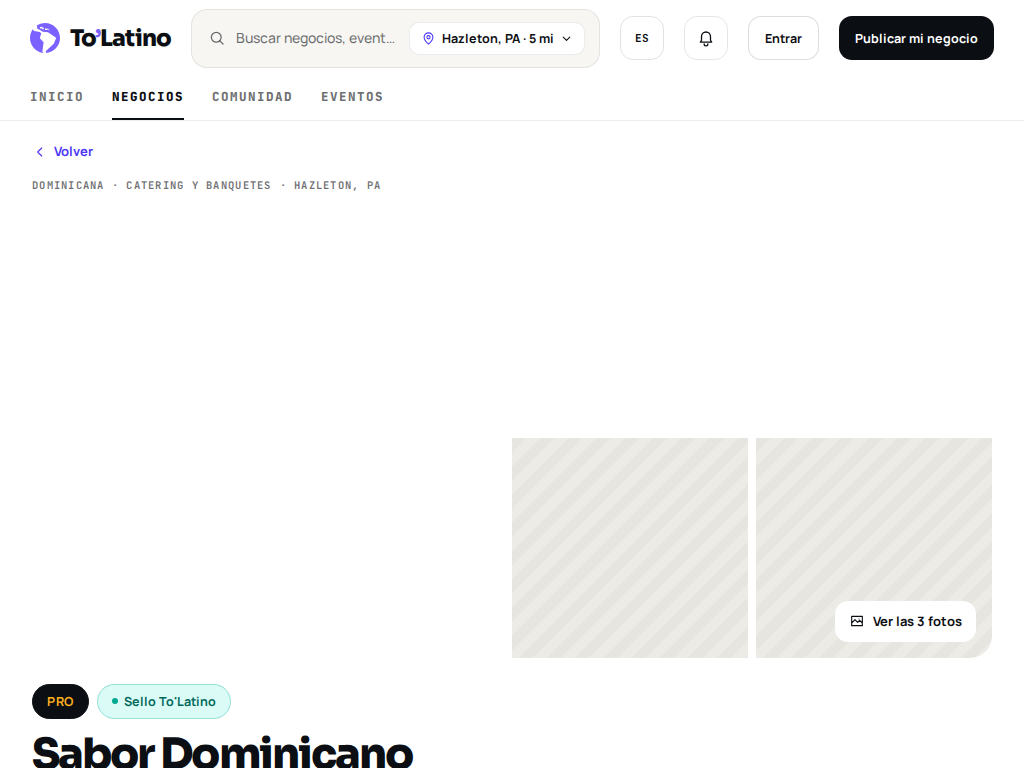 To'Latino
Buscar negocios, event...
Hazleton, PA · 5 mi
ES
Entrar
Publicar mi negocio
INICIO
NEGOCIOS
COMUNIDAD
EVENTOS
Volver
DOMINICANA · CATERING Y BANQUETES · HAZLETON, PA
Ver las 3 fotos
PRO
Sello To'Latino
Sabor Dominicano